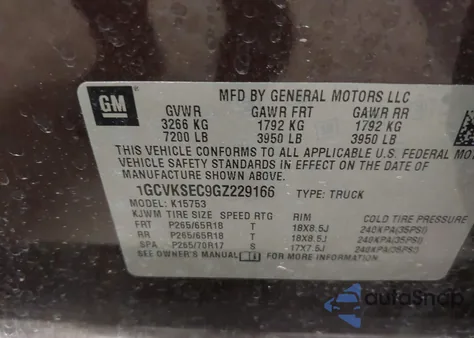 GM
MFD BY GENERAL MOTORS LLC
GVWR GAWR FRT GAWR RR
3266 KG 1792 KG 1792 KG
7200 LB 3950 LB 3950 LB
THIS VEHICLE CONFORMS TO ALL APPLICABLE U.S. FEDERAL MOTOR
VEHICLE SAFETY STANDARDS IN EFFECT ON THE DATE OF
MANUFACTURE SHOWN ABOVE.
1GCVKSEC9GZ229166 TYPE: TRUCK
MODEL: K15753
KJWM TIRE SIZE SPEED RTG RIM COLD TIRE PRESSURE
FRT P265/65R18 T 18X8.5J 240KPA(35PSI)
RR P265/65R18 T 18X8.5J 240KPA(35PSI)
SPA P255/70R17 S 17X7.5J 240KPA(35PSI)
SEE OWNER'S MANUAL FOR MORE INFORMATION.
autoSnap